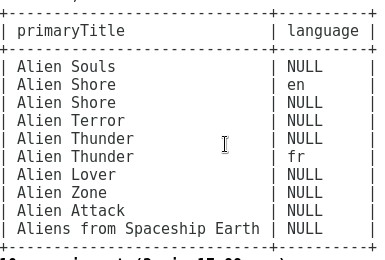 +---------------------------+----------+
| primaryTitle              | language |
+---------------------------+----------+
| Alien Souls               | NULL     |
| Alien Shore               | en       |
| Alien Shore               | NULL     |
| Alien Terror              | NULL     |
| Alien Thunder             | NULL     |
| Alien Thunder             | fr       |
| Alien Lover               | NULL     |
| Alien Zone                | NULL     |
| Alien Attack              | NULL     |
| Aliens from Spaceship Earth | NULL     |
+---------------------------+----------+